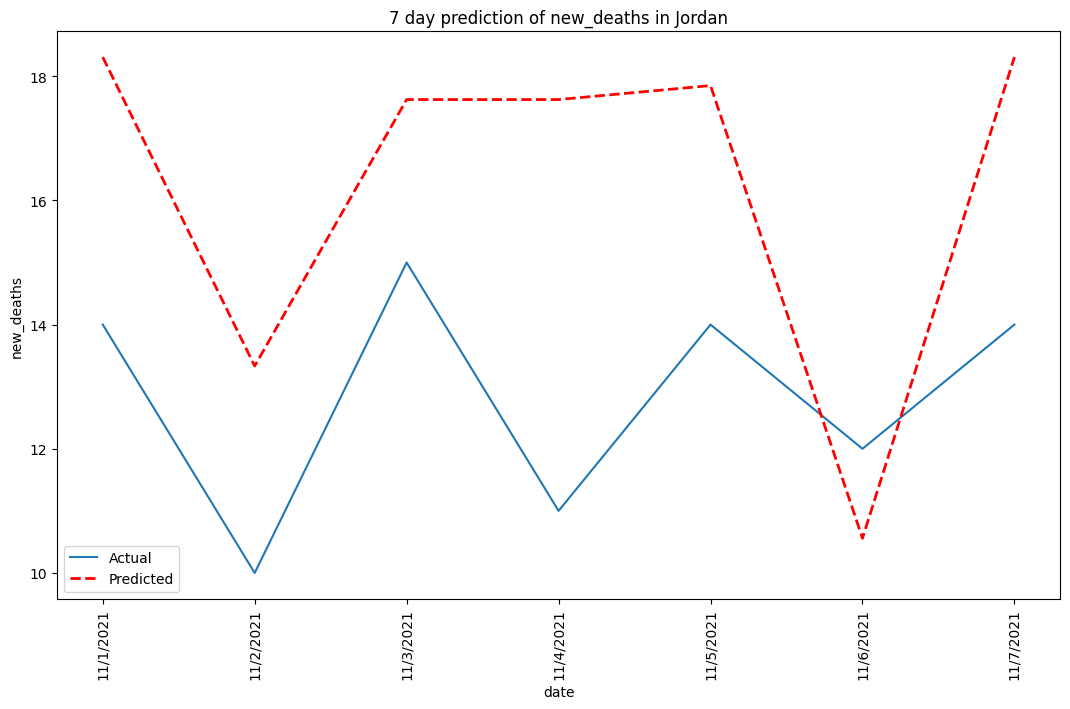 7 day prediction of new_deaths in Jordan
new_deaths
18
16
14
12
10
Actual
Predicted
11/1/2021
11/2/2021
11/3/2021
11/4/2021
11/5/2021
11/6/2021
11/7/2021
date